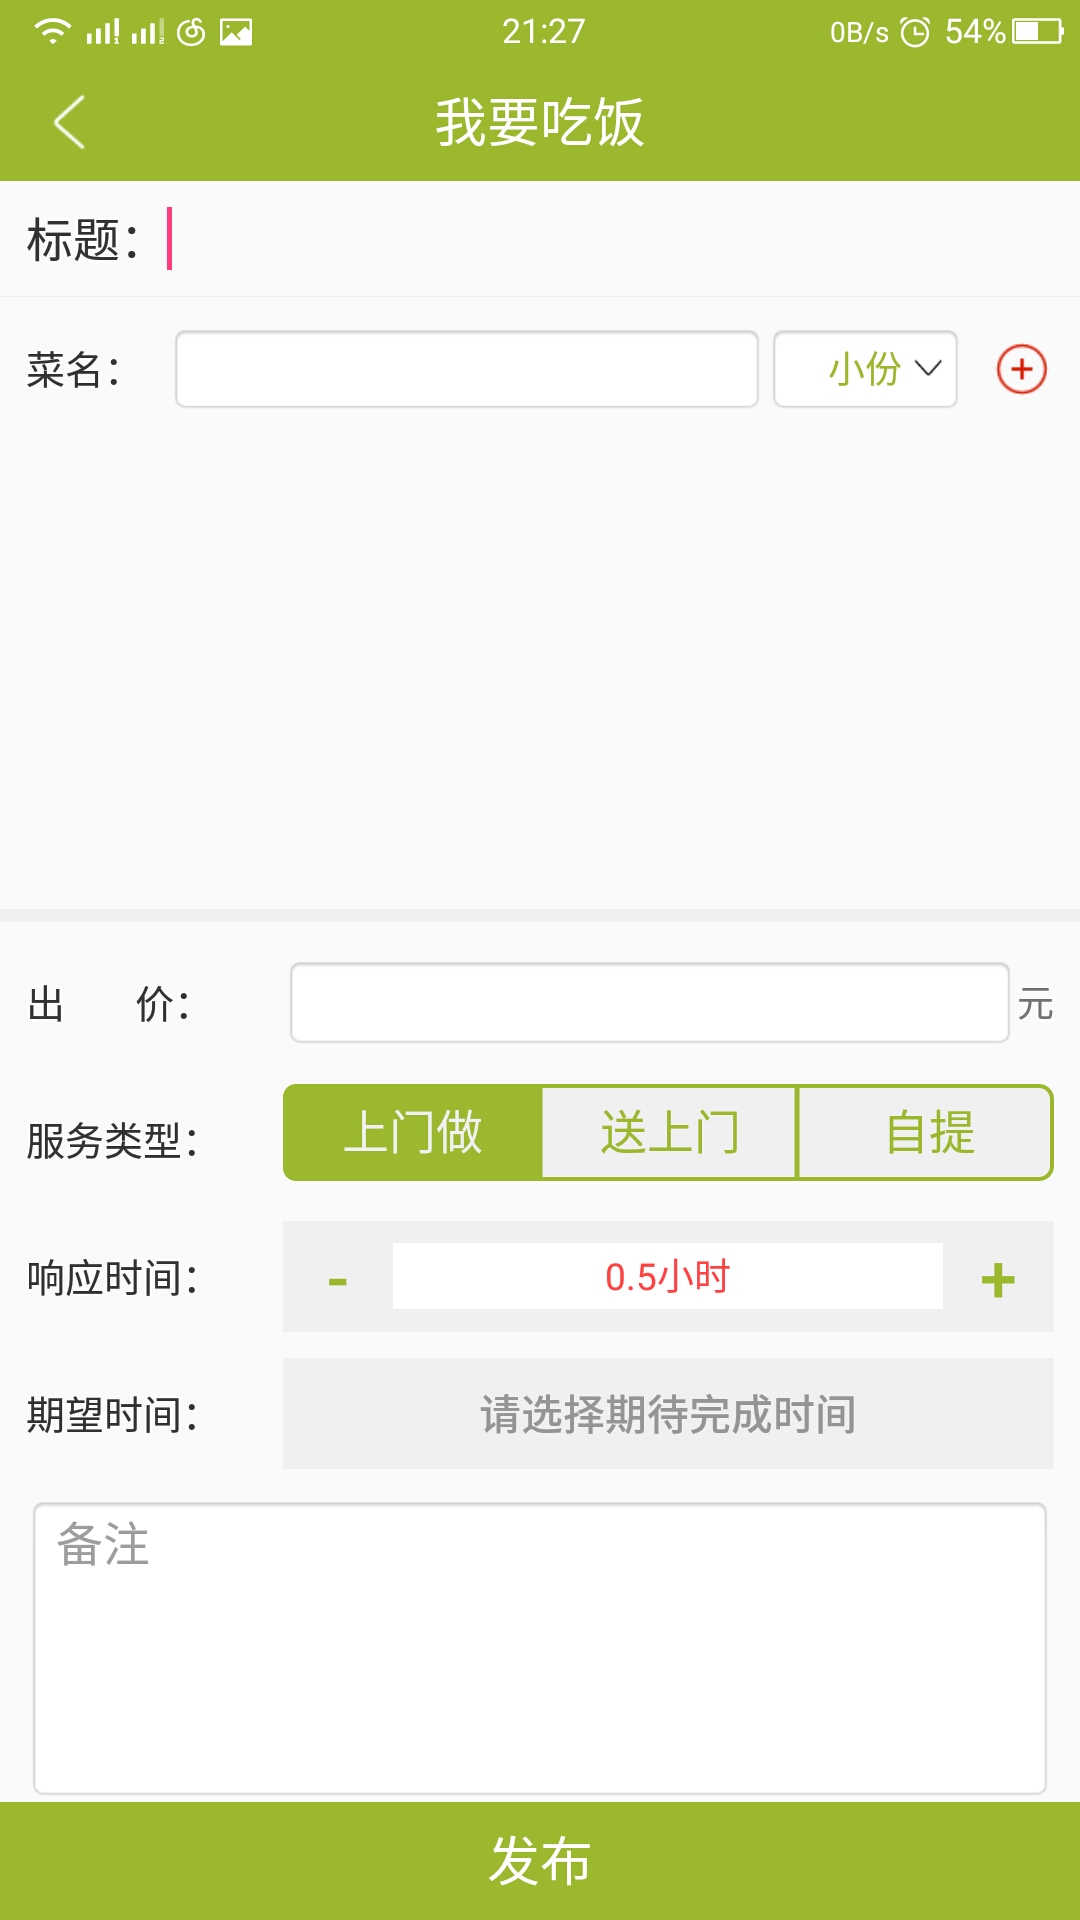 21:27 0B/s 54%
我要吃饭
标题：
菜名： 小份
出 价： 元
服务类型： 上门做 送上门 自提
响应时间： - 0.5小时 +
期望时间： 请选择期待完成时间
备注
发布